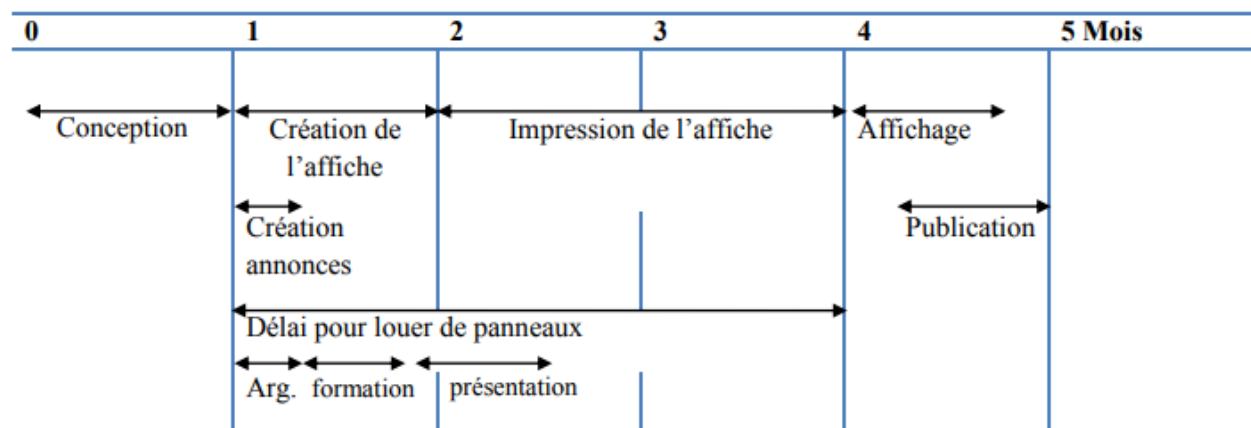 0 1 2 3 4 5 Mois
Conception Création de Impression de l’affiche Affichage
l’affiche
Création Publication
annonces
Délai pour louer de panneaux
Arg. formation présentation